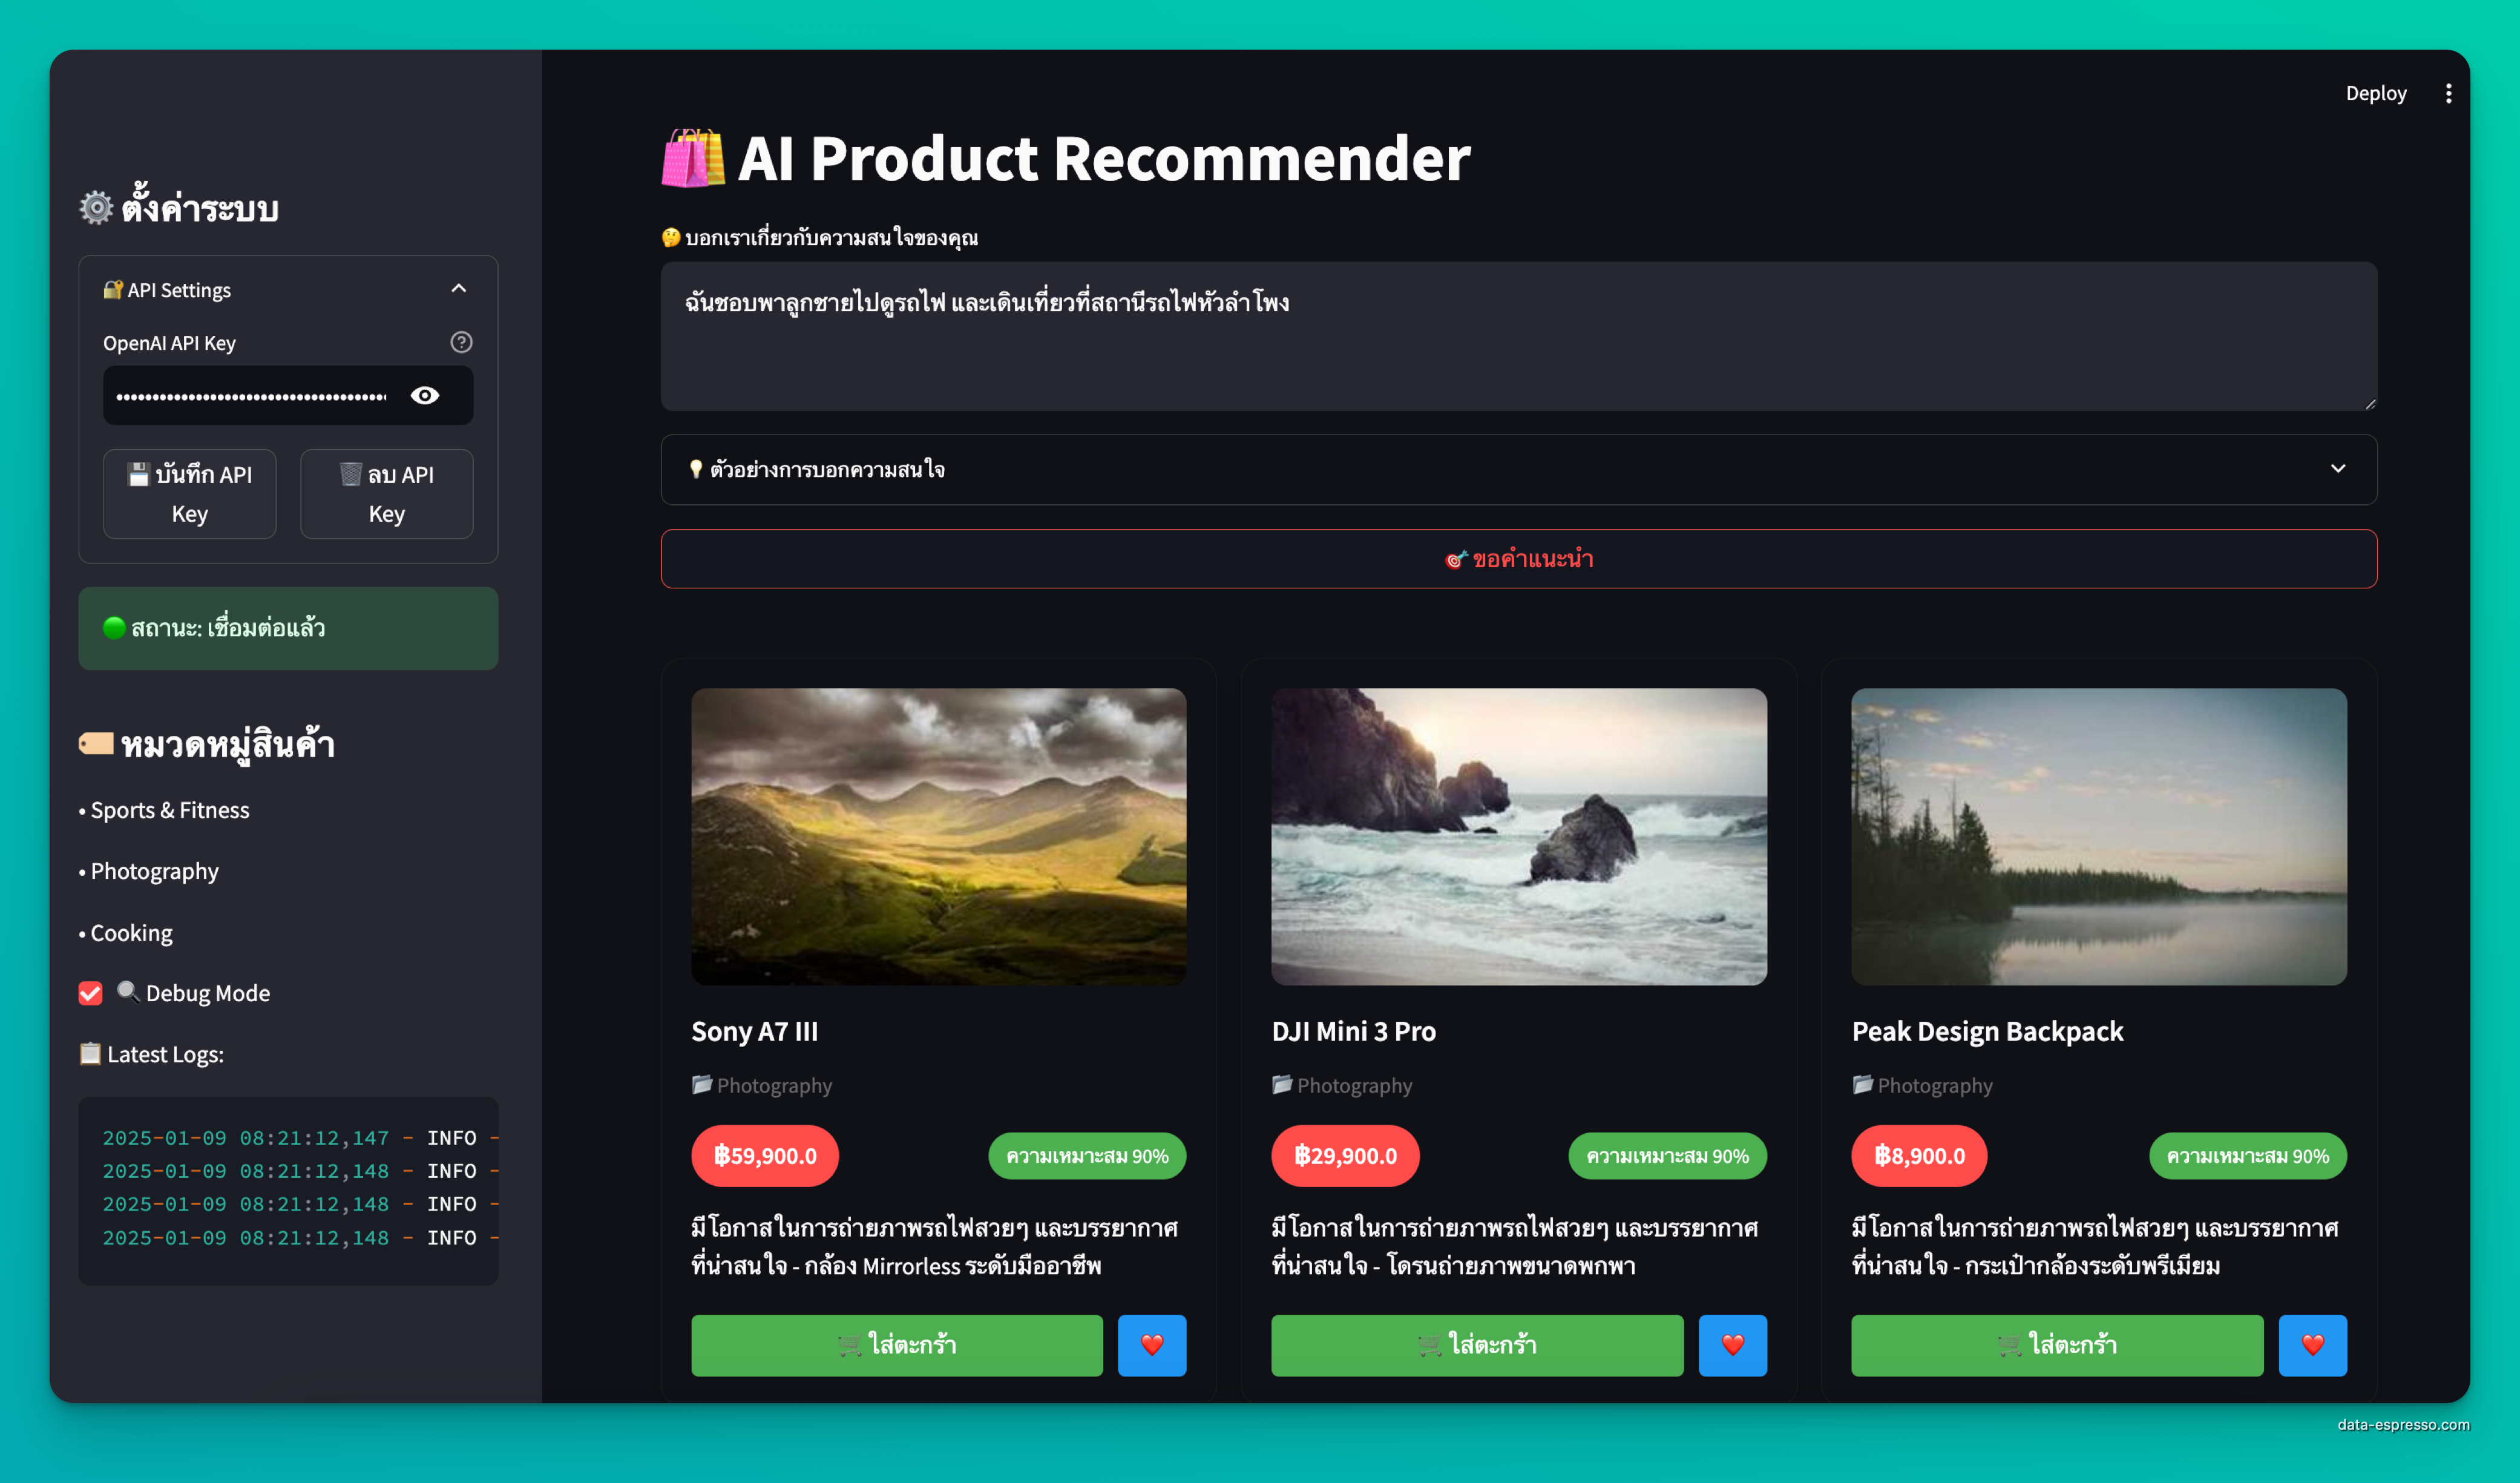 Deploy
⚙️ ตั้งค่าระบบ
🔐 API Settings
OpenAI API Key
💾 บันทึก API
Key
🗑️ ลบ API
Key
🟢 สถานะ: เชื่อมต่อแล้ว
🏷️ หมวดหมู่สินค้า
• Sports & Fitness
• Photography
• Cooking
🔍 Debug Mode
📋 Latest Logs:
2025-01-09 08:21:12,147 - INFO -
2025-01-09 08:21:12,148 - INFO -
2025-01-09 08:21:12,148 - INFO -
2025-01-09 08:21:12,148 - INFO -
🛍️ AI Product Recommender
🤔 บอกเราเกี่ยวกับความสนใจของคุณ
ฉันชอบพาลูกชายไปดูรถไฟ และเดินเที่ยวที่สถานีรถไฟหัวลำโพง
💡 ตัวอย่างการบอกความสนใจ
🎯 ขอคำแนะนำ
Sony A7 III
📂 Photography
฿59,900.0
ความเหมาะสม 90%
มีโอกาสในการถ่ายภาพรถไฟสวยๆ และบรรยากาศ
ที่น่าสนใจ - กล้อง Mirrorless ระดับมืออาชีพ
🛒 ใส่ตะกร้า
❤️
DJI Mini 3 Pro
📂 Photography
฿29,900.0
ความเหมาะสม 90%
มีโอกาสในการถ่ายภาพรถไฟสวยๆ และบรรยากาศ
ที่น่าสนใจ - โดรนถ่ายภาพขนาดพกพา
🛒 ใส่ตะกร้า
❤️
Peak Design Backpack
📂 Photography
฿8,900.0
ความเหมาะสม 90%
มีโอกาสในการถ่ายภาพรถไฟสวยๆ และบรรยากาศ
ที่น่าสนใจ - กระเป๋ากล้องระดับพรีเมียม
🛒 ใส่ตะกร้า
❤️
data-espresso.com